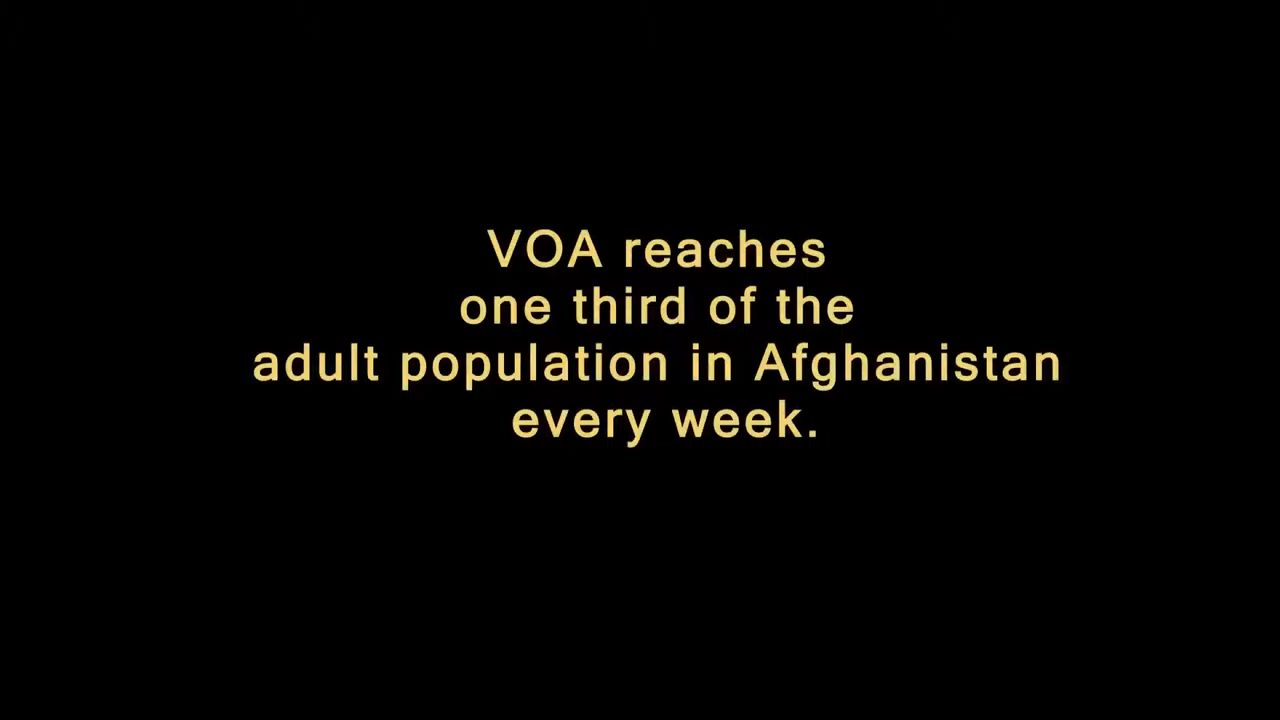 VOA reaches
one third of the
adult population in Afghanistan
every week.